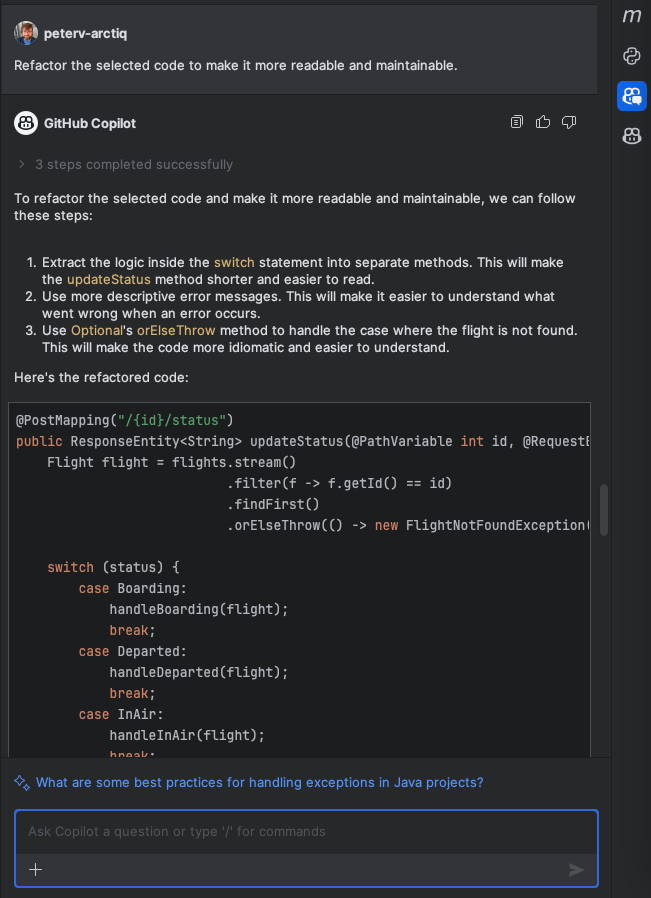 peterv-arctiq
Refactor the selected code to make it more readable and maintainable.
GitHub Copilot
3 steps completed successfully
To refactor the selected code and make it more readable and maintainable, we can follow
these steps:
1. Extract the logic inside the switch statement into separate methods. This will make
the updateStatus method shorter and easier to read.
2. Use more descriptive error messages. This will make it easier to understand what
went wrong when an error occurs.
3. Use Optional's orElseThrow method to handle the case where the flight is not found.
This will make the code more idiomatic and easier to understand.
Here's the refactored code:
@PostMapping("/{id}/status")
public ResponseEntity<String> updateStatus(@PathVariable int id, @Request
Flight flight = flights.stream()
.filter(f -> f.getId() == id)
.findFirst()
.orElseThrow(() -> new FlightNotFoundException(
switch (status) {
case Boarding:
handleBoarding(flight);
break;
case Departed:
handleDeparted(flight);
break;
case InAir:
handleInAir(flight);
break;
What are some best practices for handling exceptions in Java projects?
Ask Copilot a question or type '/' for commands
m